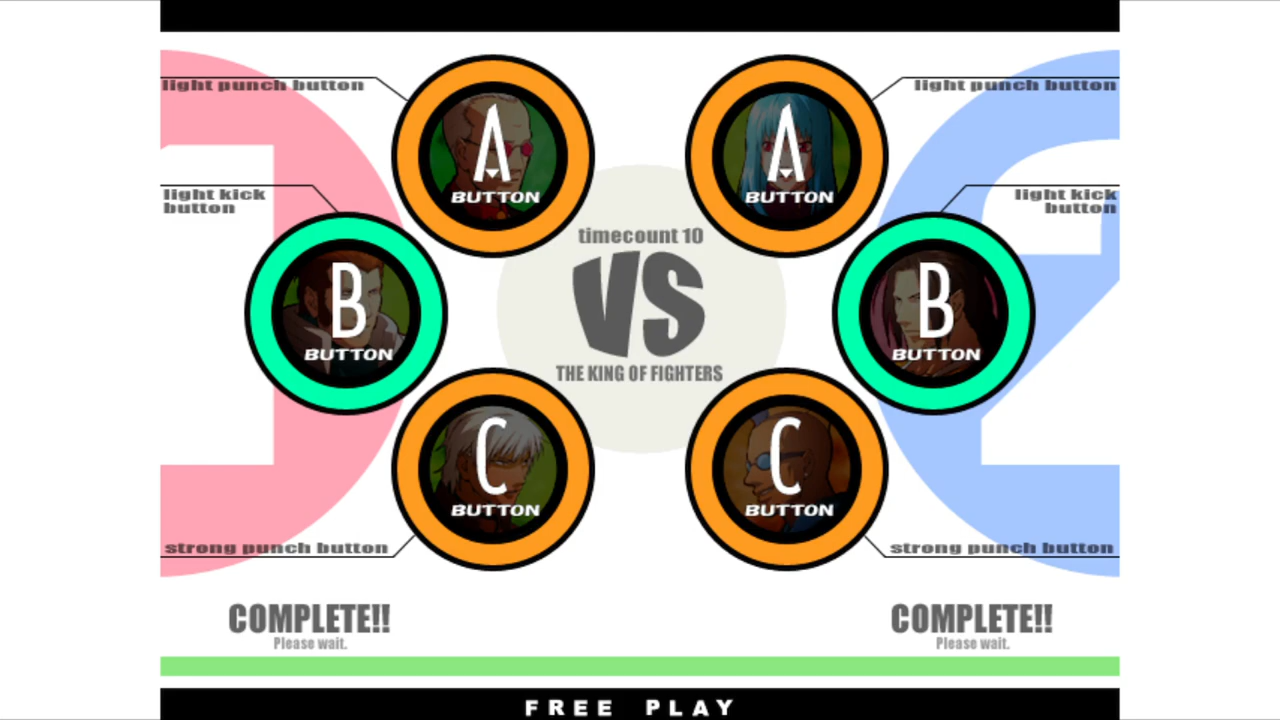 light punch button
light punch button
A
BUTTON
A
BUTTON
light kick
button
light kick
button
timecount 10
VS
THE KING OF FIGHTERS
B
BUTTON
B
BUTTON
C
BUTTON
C
BUTTON
strong punch button
strong punch button
COMPLETE!!
Please wait.
COMPLETE!!
Please wait.
FREE PLAY